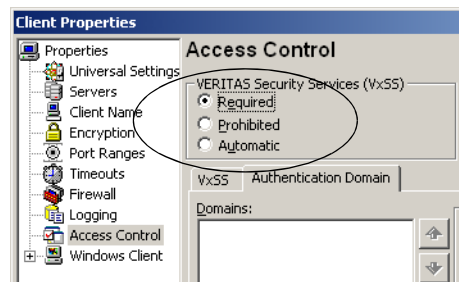 Client Properties
Properties
Universal Settings
Servers
Client Name
Encryption
Port Ranges
Timeouts
Firewall
Logging
Access Control
Windows Client
Access Control
VERITAS Security Services (VxSS)
Required
Prohibited
Automatic
VxSS Authentication Domain
Domains: